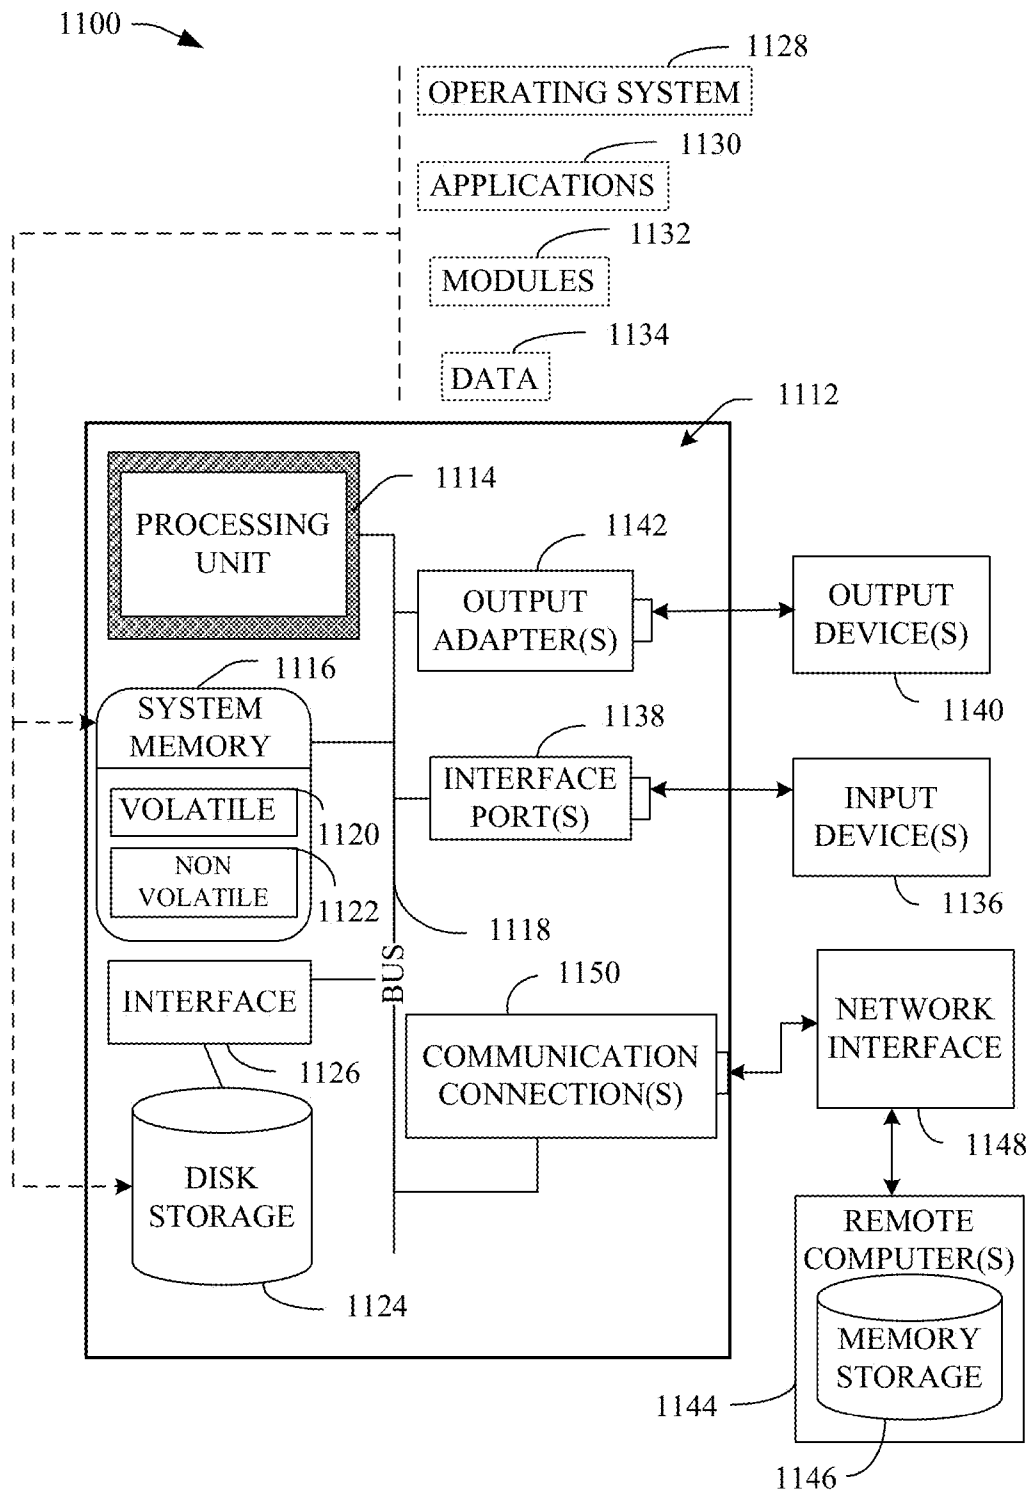 1100
1128
OPERATING SYSTEM
1130
APPLICATIONS
1132
MODULES
1134
DATA
1112
1114
PROCESSING
UNIT
1142
OUTPUT
ADAPTER(S)
OUTPUT
DEVICE(S)
1140
1116
SYSTEM
MEMORY
VOLATILE
1120
NON
VOLATILE
1122
1138
INTERFACE
PORT(S)
INPUT
DEVICE(S)
1136
1118
BUS
INTERFACE
1126
1150
COMMUNICATION
CONNECTION(S)
NETWORK
INTERFACE
1148
DISK
STORAGE
1124
REMOTE
COMPUTER(S)
MEMORY
STORAGE
1144
1146